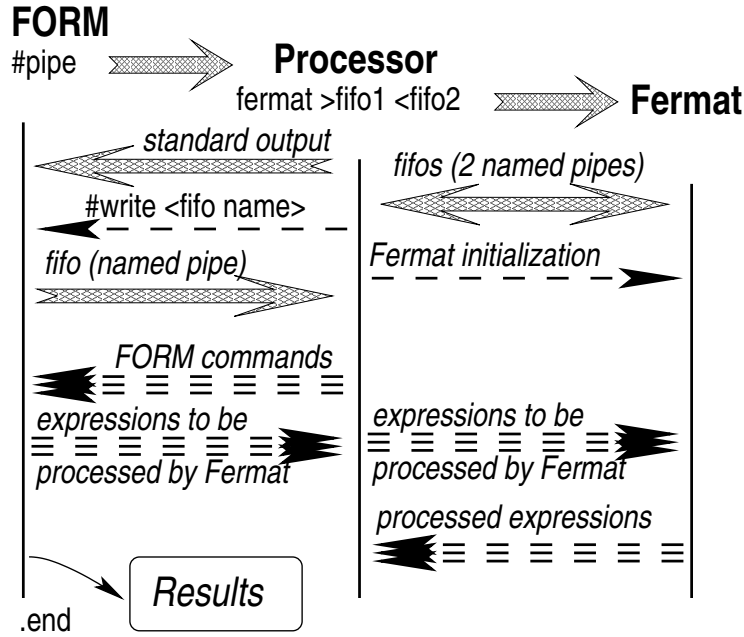 FORM
#pipe
Processor
fermat >fifo1 <fifo2
Fermat
standard output
fifos (2 named pipes)
#write <fifo name>
Fermat initialization
fifo (named pipe)
FORM commands
expressions to be
processed by Fermat
expressions to be
processed by Fermat
processed expressions
Results
.end